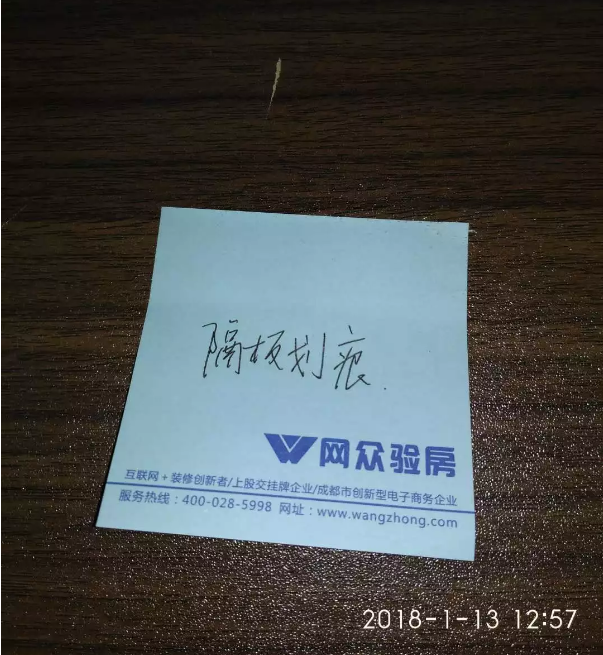 隔板划痕.
网众验房
互联网+装修创新者/上股交挂牌企业/成都市创新型电子商务企业
服务热线：400-028-5998 网址：www.wangzhong.com
2018-1-13 12:57